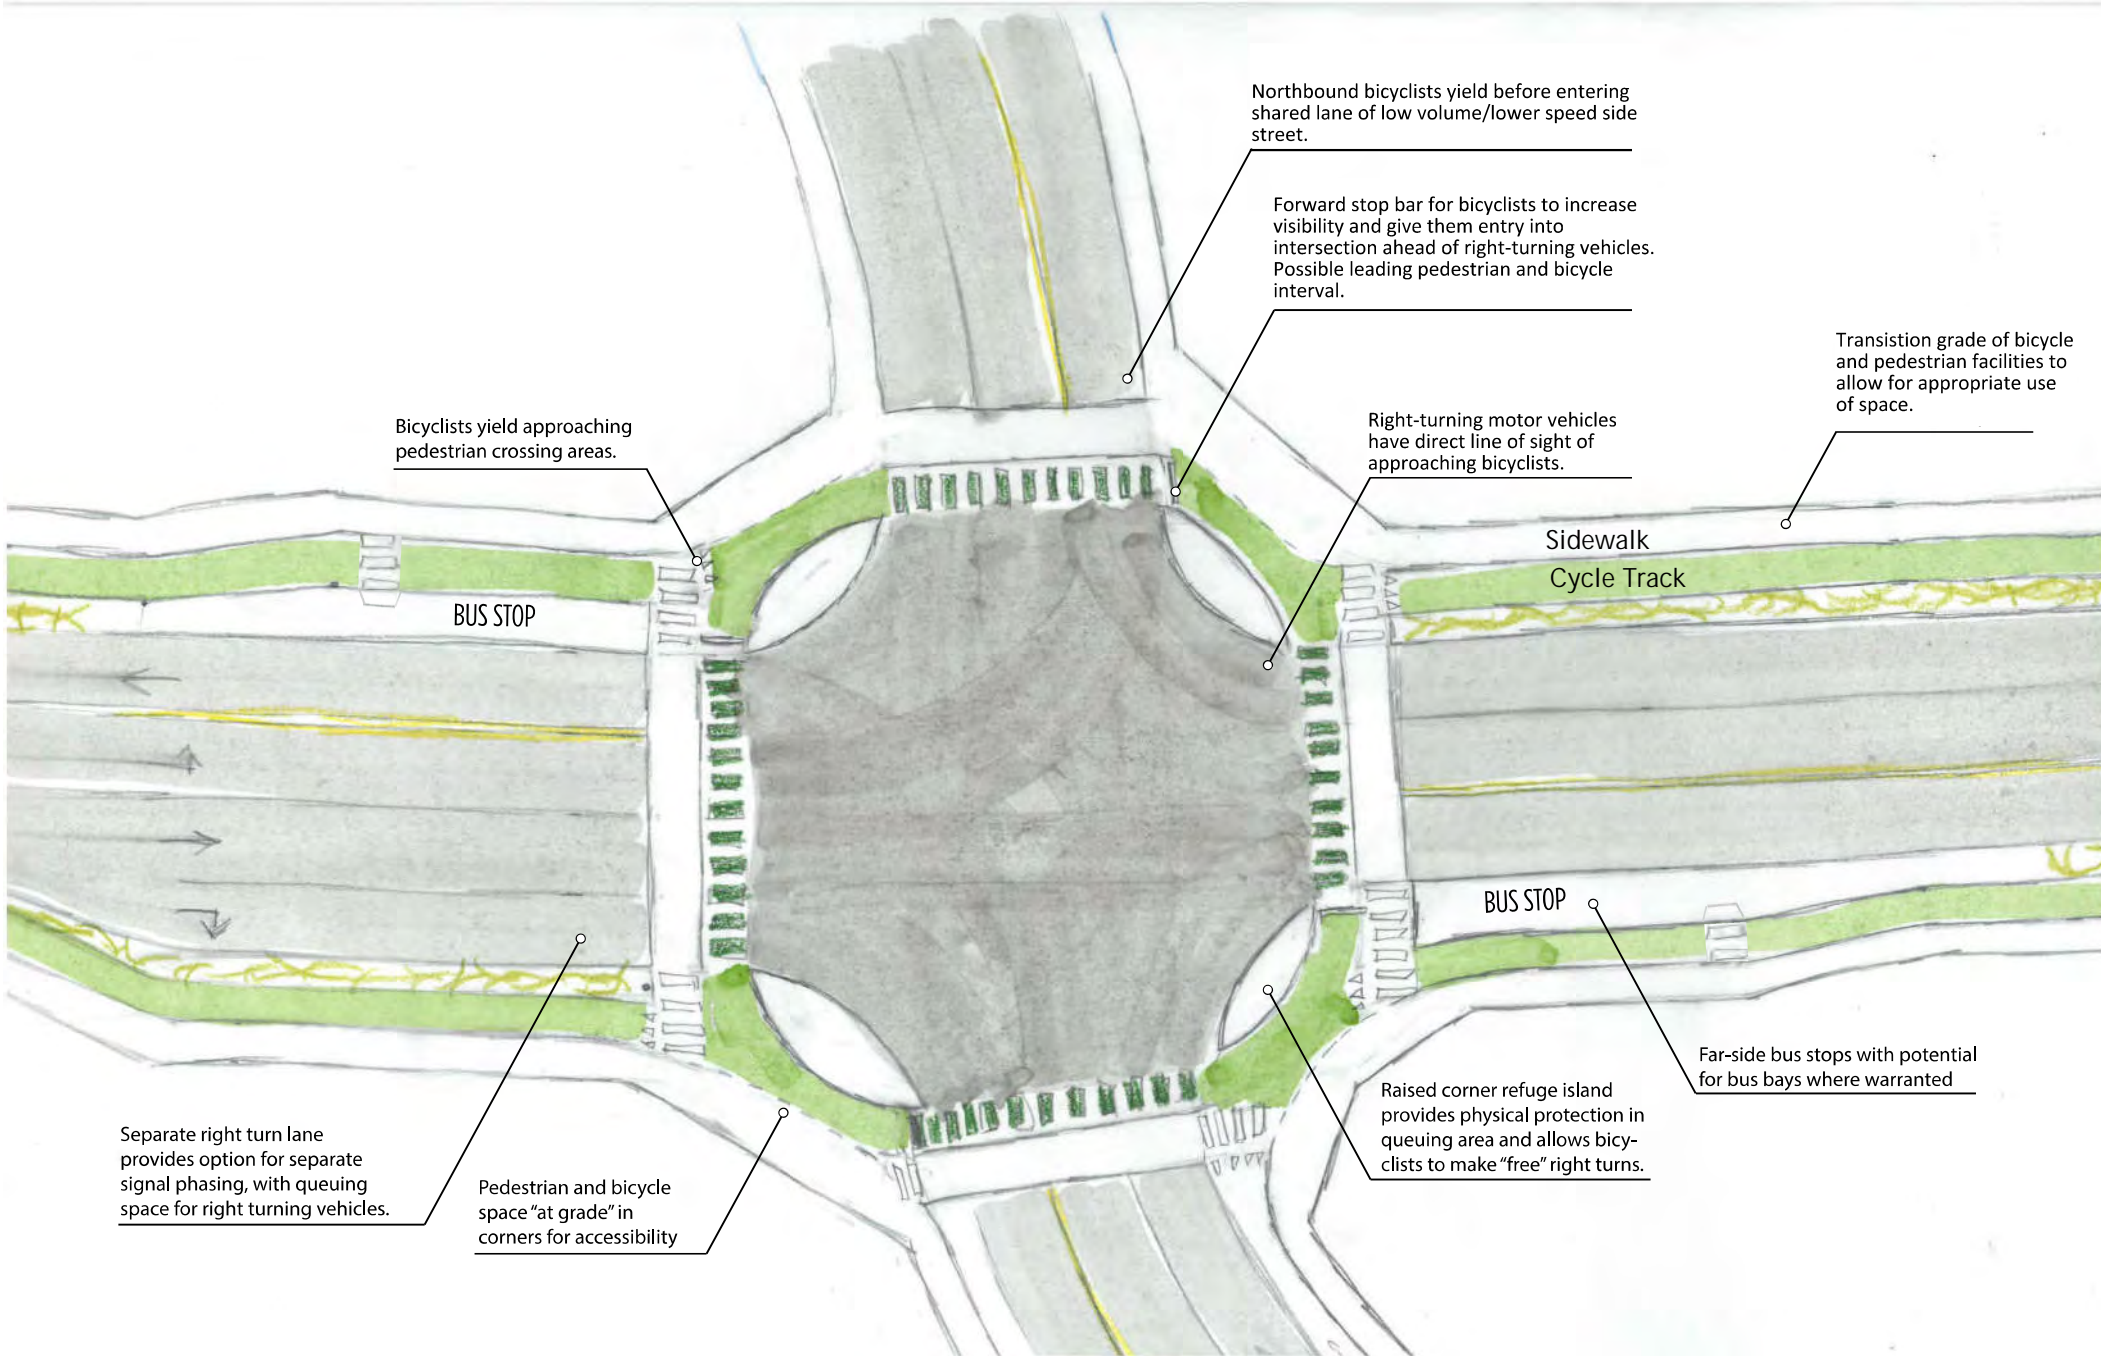 Northbound bicyclists yield before entering
shared lane of low volume/lower speed side
street.
Forward stop bar for bicyclists to increase
visibility and give them entry into
intersection ahead of right-turning vehicles.
Possible leading pedestrian and bicycle
interval.
Transistion grade of bicycle
and pedestrian facilities to
allow for appropriate use
of space.
Right-turning motor vehicles
have direct line of sight of
approaching bicyclists.
Bicyclists yield approaching
pedestrian crossing areas.
Sidewalk
Cycle Track
BUS STOP
BUS STOP
Far-side bus stops with potential
for bus bays where warranted
Raised corner refuge island
provides physical protection in
queuing area and allows bicy-
clists to make “free” right turns.
Separate right turn lane
provides option for separate
signal phasing, with queuing
space for right turning vehicles.
Pedestrian and bicycle
space “at grade” in
corners for accessibility